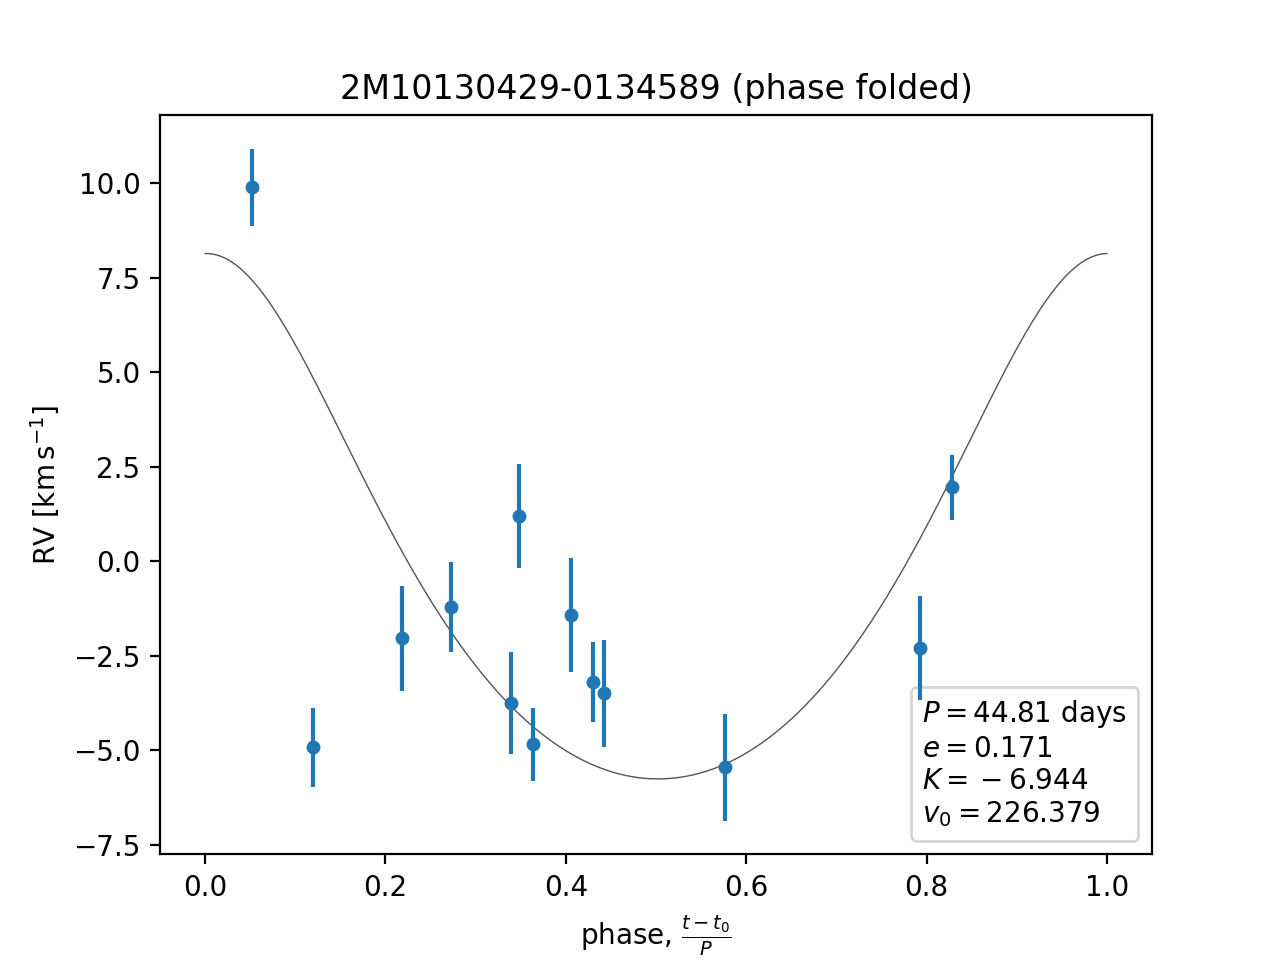 2M10130429-0134589 (phase folded)
10.0
7.5
5.0
2.5
0.0
−2.5
−5.0
−7.5
RV [km s⁻¹]
P = 44.81 days
e = 0.171
K = − 6.944
v₀ = 226.379
0.0 0.2 0.4 0.6 0.8 1.0
phase, (t − t₀)/P